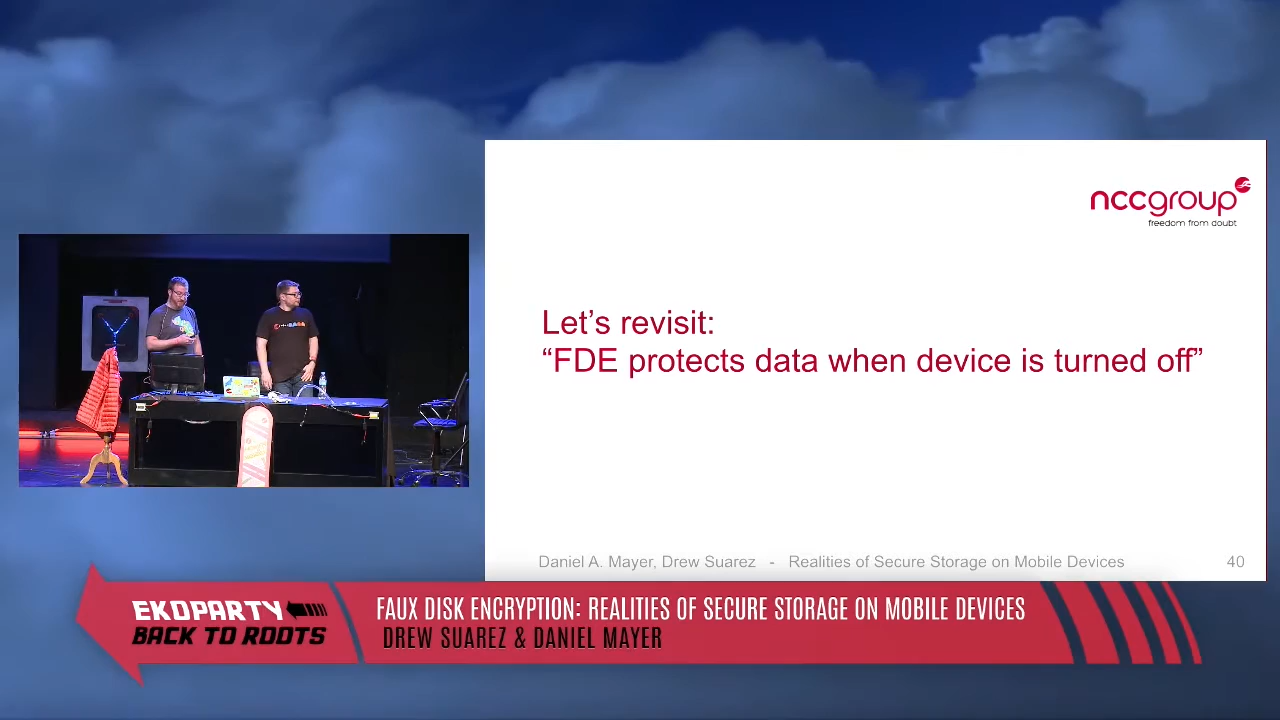 nccgroup
freedom from doubt
Let's revisit:
“FDE protects data when device is turned off”
Daniel A. Mayer, Drew Suarez - Realities of Secure Storage on Mobile Devices 40
EKOPARTY
BACK TO ROOTS
FAUX DISK ENCRYPTION: REALITIES OF SECURE STORAGE ON MOBILE DEVICES
DREW SUAREZ & DANIEL MAYER